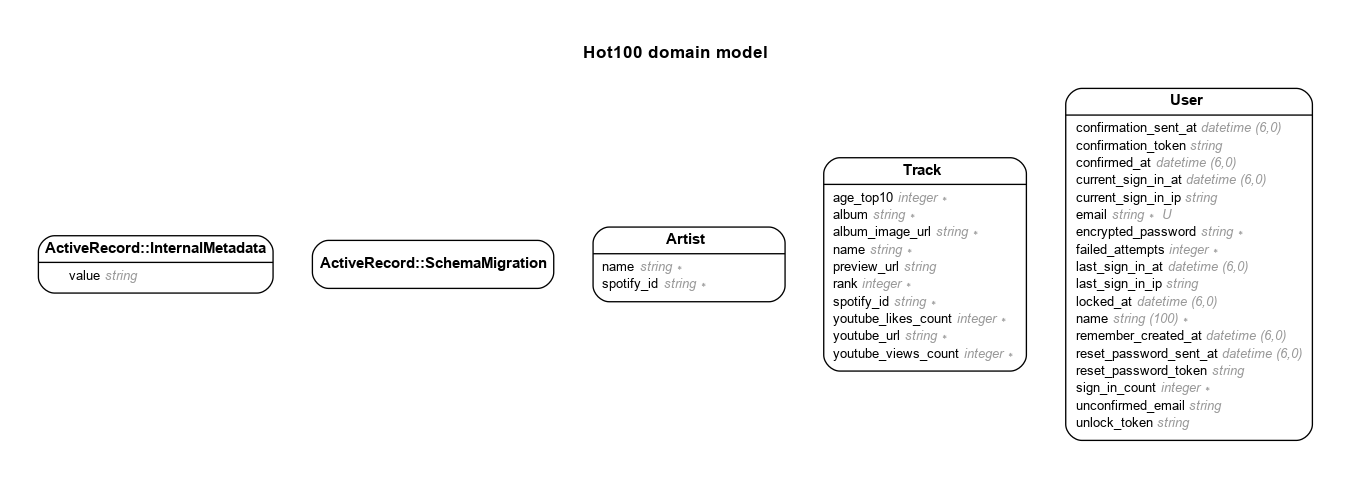 Hot100 domain model
ActiveRecord::InternalMetadata
value string
ActiveRecord::SchemaMigration
Artist
name string ∗
spotify_id string ∗
Track
age_top10 integer ∗
album string ∗
album_image_url string ∗
name string ∗
preview_url string
rank integer ∗
spotify_id string ∗
youtube_likes_count integer ∗
youtube_url string ∗
youtube_views_count integer ∗
User
confirmation_sent_at datetime (6,0)
confirmation_token string
confirmed_at datetime (6,0)
current_sign_in_at datetime (6,0)
current_sign_in_ip string
email string ∗ U
encrypted_password string ∗
failed_attempts integer ∗
last_sign_in_at datetime (6,0)
last_sign_in_ip string
locked_at datetime (6,0)
name string (100) ∗
remember_created_at datetime (6,0)
reset_password_sent_at datetime (6,0)
reset_password_token string
sign_in_count integer ∗
unconfirmed_email string
unlock_token string